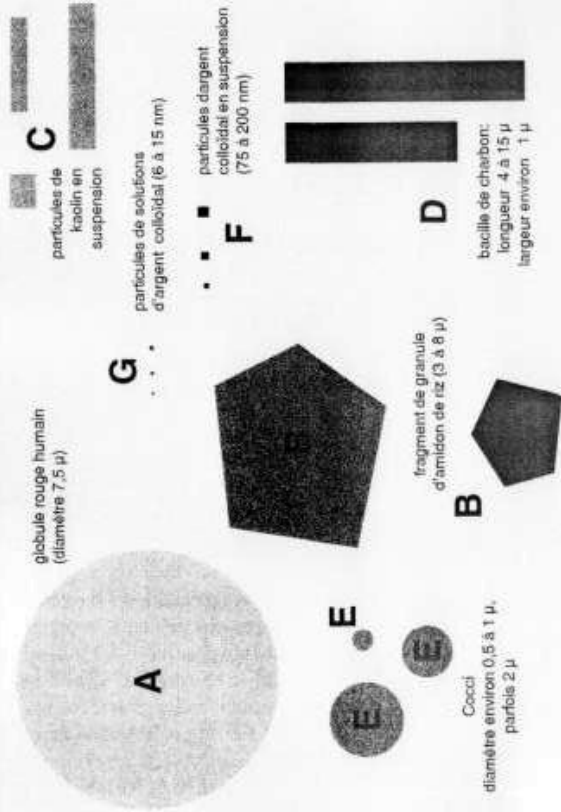 globule rouge humain
(diamètre 7,5 µ)
A
G
particules de solutions
d'argent colloïdal (6 à 15 nm)
C
particules de
kaolin en
suspension
F
particules dargent
colloïdal en suspension
(75 à 200 nm)
B
E
E
E
Cocci
diamètre environ 0,5 à 1 µ,
parfois 2 µ
fragment de granule
d'amidon de riz (3 à 8 µ)
B
D
bacille de charbon:
longueur 4 à 15 µ
largeur environ 1 µ